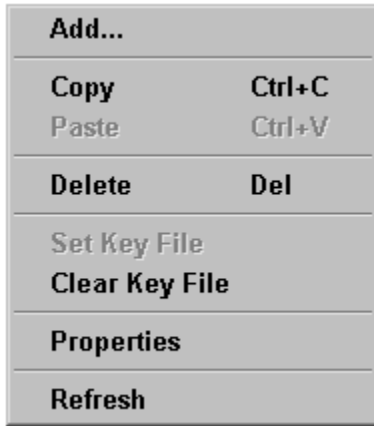 Add...
Copy Ctrl+C
Paste Ctrl+V
Delete Del
Set Key File
Clear Key File
Properties
Refresh